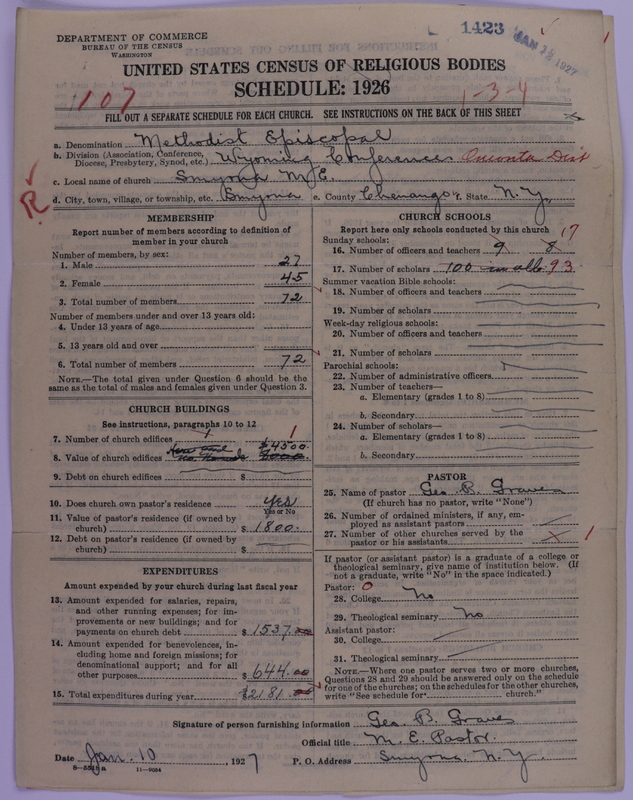 1423
JAN 1927
DEPARTMENT OF COMMERCE
BUREAU OF THE CENSUS
WASHINGTON
UNITED STATES CENSUS OF RELIGIOUS BODIES
SCHEDULE: 1926
107
1-3-4
FILL OUT A SEPARATE SCHEDULE FOR EACH CHURCH. SEE INSTRUCTIONS ON THE BACK OF THIS SHEET
a. Denomination Methodist Episcopal
b. Division (Association, Conference, Diocese, Presbytery, Synod, etc.) Wyoming Conference Oneonta Dist
c. Local name of church Smyrna M.E.
d. City, town, village, or township, etc. Smyrna e. County Chenango f. State N.Y.
R
MEMBERSHIP
Report number of members according to definition of member in your church
Number of members, by sex:
1. Male 27
2. Female 45
3. Total number of members 72
Number of members under and over 13 years old:
4. Under 13 years of age
5. 13 years old and over
6. Total number of members 72
NOTE.—The total given under Question 6 should be the same as the total of males and females given under Question 3.
CHURCH BUILDINGS
See instructions, paragraphs 10 to 12
7. Number of church edifices 1 1
8. Value of church edifices $4500
9. Debt on church edifices $
10. Does church own pastor's residence Yes
Yes or No
11. Value of pastor's residence (if owned by church) $1800.
12. Debt on pastor's residence (if owned by church) $
EXPENDITURES
Amount expended by your church during last fiscal year
13. Amount expended for salaries, repairs, and other running expenses; for improvements or new buildings; and for payments on church debt $1537.00
14. Amount expended for benevolences, including home and foreign missions; for denominational support; and for all other purposes $644.00
15. Total expenditures during year $2181.00
CHURCH SCHOOLS
Report here only schools conducted by this church 17
Sunday schools:
16. Number of officers and teachers 9 8
17. Number of scholars 100 in all 93
Summer vacation Bible schools:
18. Number of officers and teachers
19. Number of scholars
Week-day religious schools:
20. Number of officers and teachers
21. Number of scholars
Parochial schools:
22. Number of administrative officers
23. Number of teachers—
a. Elementary (grades 1 to 8)
b. Secondary
24. Number of scholars—
a. Elementary (grades 1 to 8)
b. Secondary
PASTOR
25. Name of pastor Geo. B. Graves
(If church has no pastor, write "None")
26. Number of ordained ministers, if any, employed as assistant pastors
27. Number of other churches served by the pastor or his assistants X 1
If pastor (or assistant pastor) is a graduate of a college or theological seminary, give name of institution below. (If not a graduate, write "No" in the space indicated.)
Pastor: 0
28. College No
29. Theological seminary No
Assistant pastor:
30. College
31. Theological seminary
NOTE.—Where one pastor serves two or more churches, Questions 28 and 29 should be answered only on the schedule for one of the churches; on the schedules for the other churches, write "See schedule for church."
Signature of person furnishing information Geo. B. Graves
Official title M. E. Pastor.
Date Jan. 10, 1927 P. O. Address Smyrna. N.Y.
11—9034